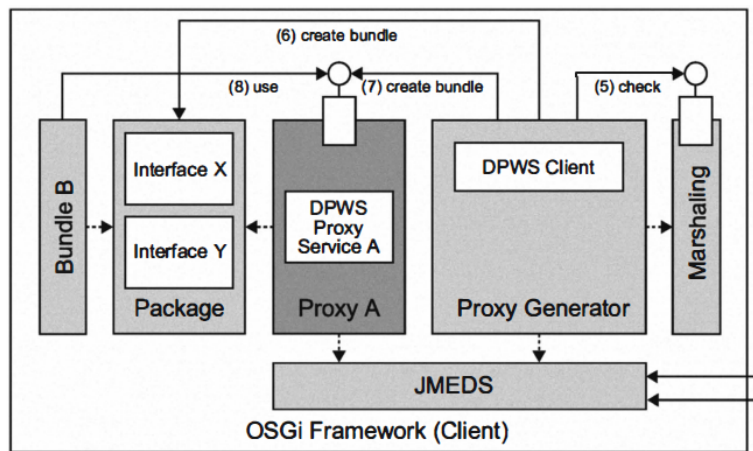 (6) create bundle
(8) use
(7) create bundle
(5) check
Bundle B
Interface X
Interface Y
Package
DPWS
Proxy
Service A
Proxy A
DPWS Client
Proxy Generator
Marshaling
JMEDS
OSGi Framework (Client)